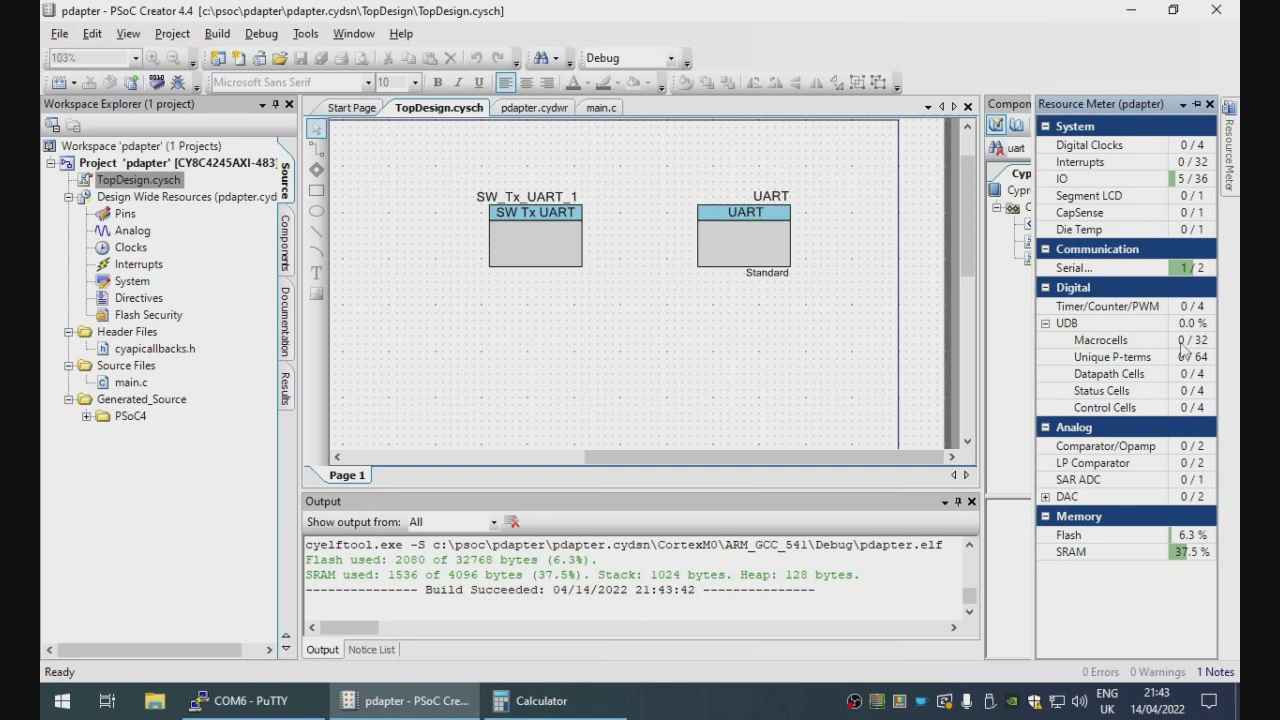 pdapter - PSoC Creator 4.4 [c:\psoc\pdapter\pdapter.cydsn\TopDesign\TopDesign.cysch]
File Edit View Project Build Debug Tools Window Help
103% Debug
Microsoft Sans Serif 10 B I U A
Workspace Explorer (1 project)
Workspace 'pdapter' (1 Projects)
Project 'pdapter' [CY8C4245AXI-483]
TopDesign.cysch
Design Wide Resources (pdapter.cyd
Pins
Analog
Clocks
Interrupts
System
Directives
Flash Security
Header Files
cyapicallbacks.h
Source Files
main.c
Generated_Source
PSoC4
Source
Components
Documentation
Results
Start Page TopDesign.cysch pdapter.cydwr main.c
SW_Tx_UART_1
SW Tx UART
UART
UART
Standard
Page 1
Output
Show output from: All
cyelftool.exe -S c:\psoc\pdapter\pdapter.cydsn\CortexM0\ARM_GCC_541\Debug\pdapter.elf
Flash used: 2080 of 32768 bytes (6.3%).
SRAM used: 1536 of 4096 bytes (37.5%). Stack: 1024 bytes. Heap: 128 bytes.
--------------- Build Succeeded: 04/14/2022 21:43:42 ---------------
Output Notice List
Compon
uart
Cyp
Cypr
Resource Meter (pdapter)
System
Digital Clocks 0 / 4
Interrupts 0 / 32
IO 5 / 36
Segment LCD 0 / 1
CapSense 0 / 1
Die Temp 0 / 1
Communication
Serial... 1 / 2
Digital
Timer/Counter/PWM 0 / 4
UDB 0.0 %
Macrocells 0 / 32
Unique P-terms 0 / 64
Datapath Cells 0 / 4
Status Cells 0 / 4
Control Cells 0 / 4
Analog
Comparator/Opamp 0 / 2
LP Comparator 0 / 2
SAR ADC 0 / 1
DAC 0 / 2
Memory
Flash 6.3 %
SRAM 37.5 %
Resource Meter
Ready 0 Errors 0 Warnings 1 Notes
COM6 - PuTTY pdapter - PSoC Cre... Calculator
ENG
UK
21:43
14/04/2022